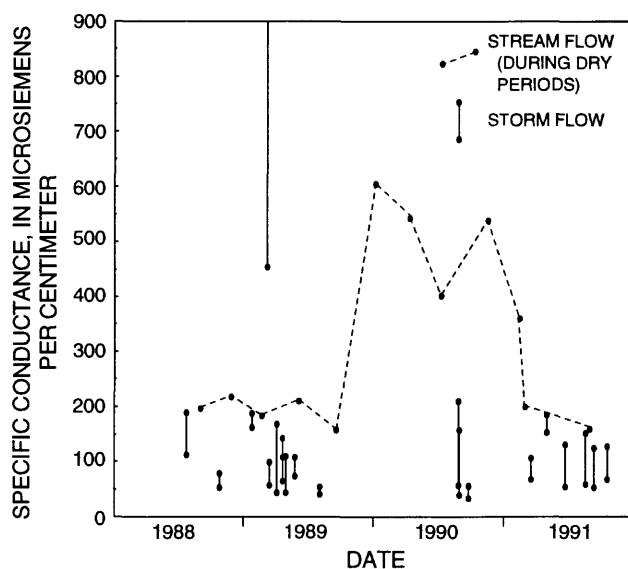 SPECIFIC CONDUCTANCE, IN MICROSIEMENS
PER CENTIMETER
900
800
700
600
500
400
300
200
100
0
STREAM FLOW
(DURING DRY
PERIODS)
STORM FLOW
1988
1989
1990
1991
DATE